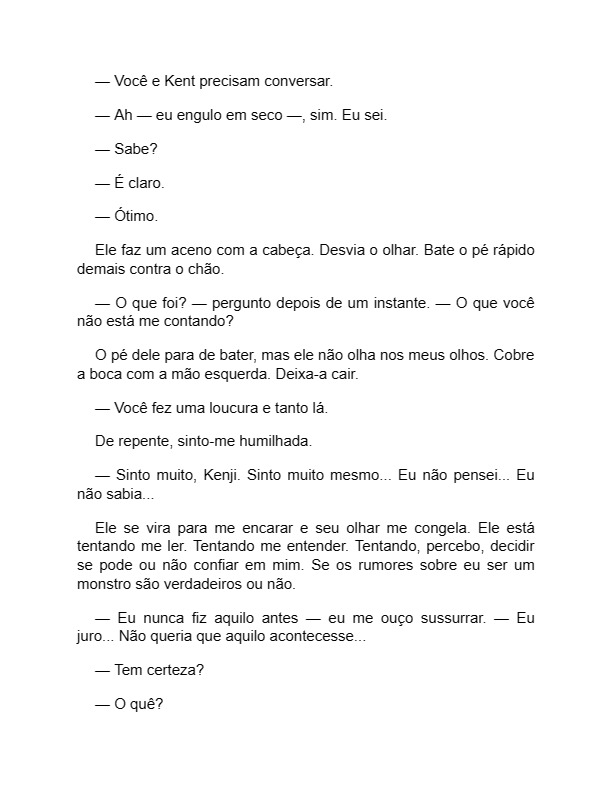 — Você e Kent precisam conversar.
— Ah — eu engulo em seco —, sim. Eu sei.
— Sabe?
— É claro.
— Ótimo.
Ele faz um aceno com a cabeça. Desvia o olhar. Bate o pé rápido
demais contra o chão.
— O que foi? — pergunto depois de um instante. — O que você
não está me contando?
O pé dele para de bater, mas ele não olha nos meus olhos. Cobre
a boca com a mão esquerda. Deixa-a cair.
— Você fez uma loucura e tanto lá.
De repente, sinto-me humilhada.
— Sinto muito, Kenji. Sinto muito mesmo... Eu não pensei... Eu
não sabia...
Ele se vira para me encarar e seu olhar me congela. Ele está
tentando me ler. Tentando me entender. Tentando, percebo, decidir
se pode ou não confiar em mim. Se os rumores sobre eu ser um
monstro são verdadeiros ou não.
— Eu nunca fiz aquilo antes — eu me ouço sussurrar. — Eu
juro... Não queria que aquilo acontecesse...
— Tem certeza?
— O quê?